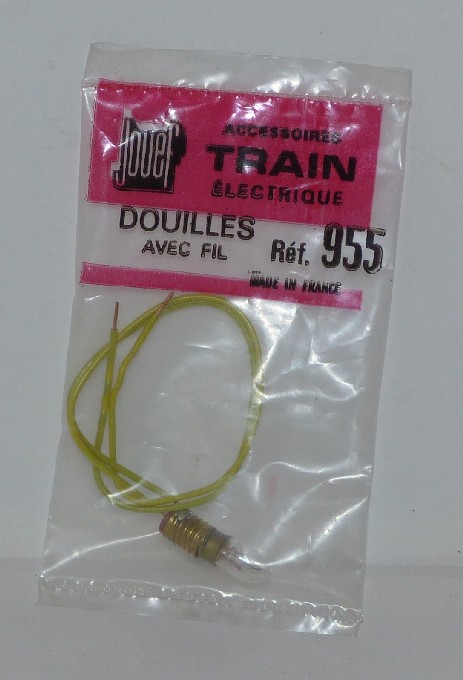 Jouef
ACCESSOIRES
TRAIN
ÉLECTRIQUE
DOUILLES
AVEC FIL
Réf. 955
MADE IN FRANCE